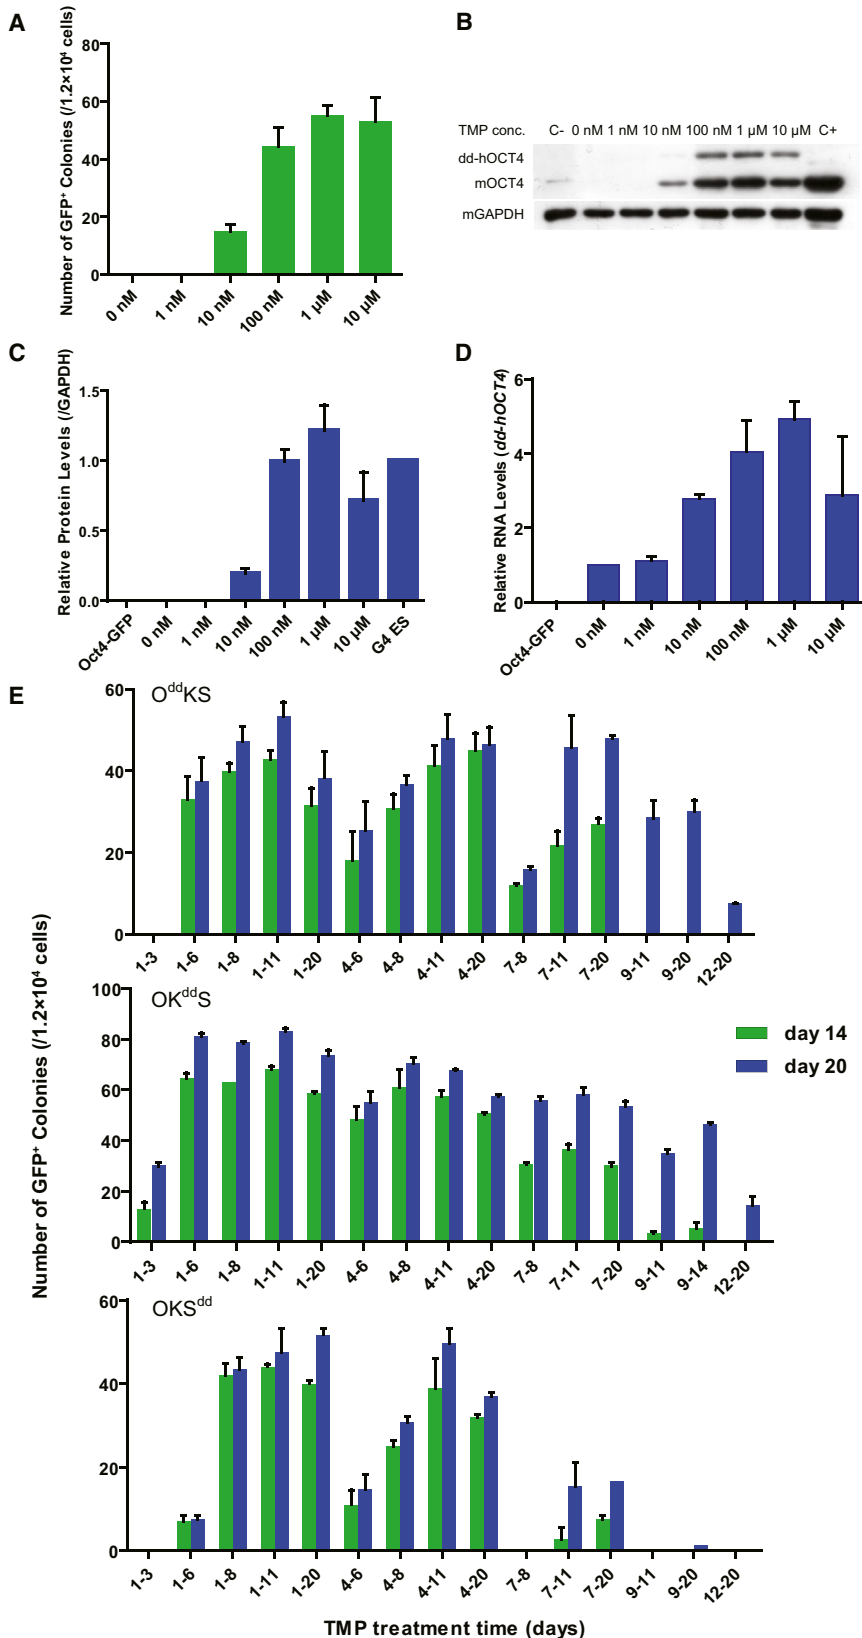 A
Number of GFP⁺ Colonies (/1.2×10⁴ cells)
80
60
40
20
0
0 nM
1 nM
10 nM
100 nM
1 µM
10 µM
B
TMP conc. C- 0 nM 1 nM 10 nM 100 nM 1 µM 10 µM C+
dd-hOCT4
mOCT4
mGAPDH
C
Relative Protein Levels (/GAPDH)
1.5
1.0
0.5
0.0
Oct4-GFP
0 nM
1 nM
10 nM
100 nM
1 µM
10 µM
G4 ES
D
Relative RNA Levels (dd-hOCT4)
6
4
2
0
Oct4-GFP
0 nM
1 nM
10 nM
100 nM
1 µM
10 µM
E
Number of GFP⁺ Colonies (/1.2×10⁴ cells)
OᵈᵈKS
60
40
20
0
1-3
1-6
1-8
1-11
1-20
4-6
4-8
4-11
4-20
7-8
7-11
7-20
9-11
9-20
12-20
OKᵈᵈS
100
80
60
40
20
0
1-3
1-6
1-8
1-11
1-20
4-6
4-8
4-11
4-20
7-8
7-11
7-20
9-11
9-14
12-20
day 14
day 20
OKSᵈᵈ
60
40
20
0
1-3
1-6
1-8
1-11
1-20
4-6
4-8
4-11
4-20
7-8
7-11
7-20
9-11
9-20
12-20
TMP treatment time (days)